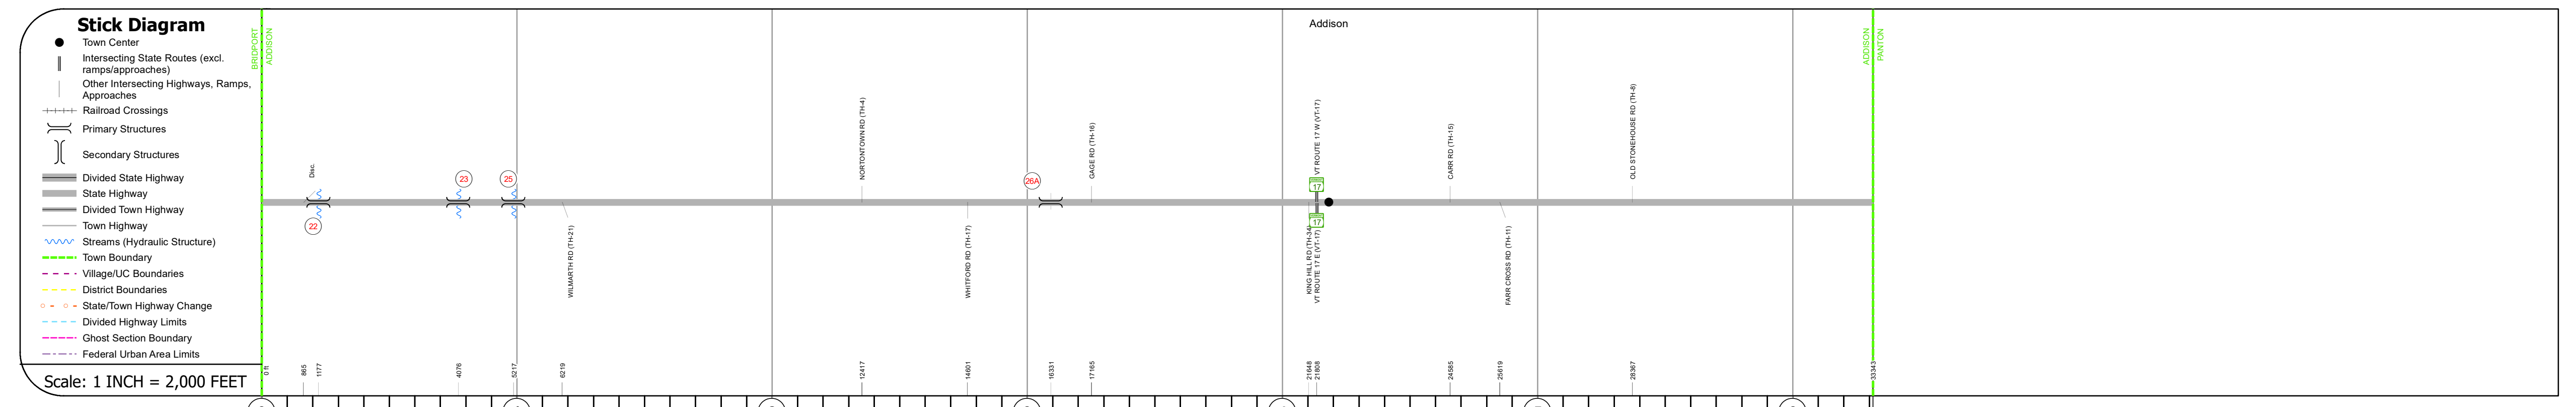 Stick Diagram
Town Center
Intersecting State Routes (excl.
ramps/approaches)
Other Intersecting Highways, Ramps,
Approaches
Railroad Crossings
Primary Structures
Secondary Structures
Divided State Highway
State Highway
Divided Town Highway
Town Highway
Streams (Hydraulic Structure)
Town Boundary
Village/UC Boundaries
District Boundaries
State/Town Highway Change
Divided Highway Limits
Ghost Section Boundary
Federal Urban Area Limits
Scale: 1 INCH = 2,000 FEET
BRIDPORT
ADDISON
Addison
ADDISON
PANTON
Disc.
22
23
25
WILMARTH RD (TH-21)
NORTONTOWN RD (TH-4)
WHITFORD RD (TH-17)
26A
GAGE RD (TH-16)
KING HILL RD (TH-34)
VT ROUTE 17 W (VT-17)
17
17
VT ROUTE 17 E (VT-17)
CARR RD (TH-15)
FARR CROSS RD (TH-11)
OLD STONEHOUSE RD (TH-8)
0 ft
865
1177
4076
5217
6219
12417
14601
16331
17165
21648
21808
24585
25619
28367
33343